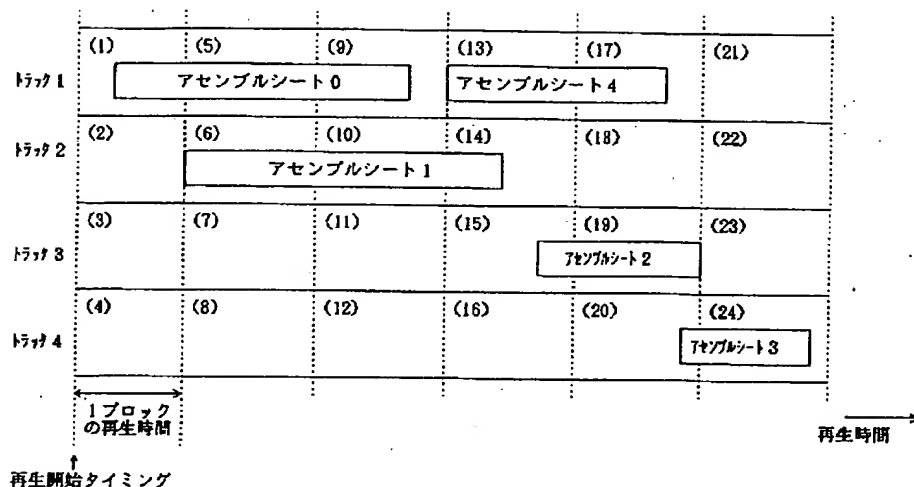 (1) (5) (9) (13) (17) (21)
トラック 1 アセンブルシート 0 アセンブルシート 4
(2) (6) (10) (14) (18) (22)
トラック 2 アセンブルシート 1
(3) (7) (11) (15) (19) (23)
トラック 3 アセンブルシート 2
(4) (8) (12) (16) (20) (24)
トラック 4 アセンブルシート 3
1 ブロック
の再生時間
再生時間
再生開始タイミング